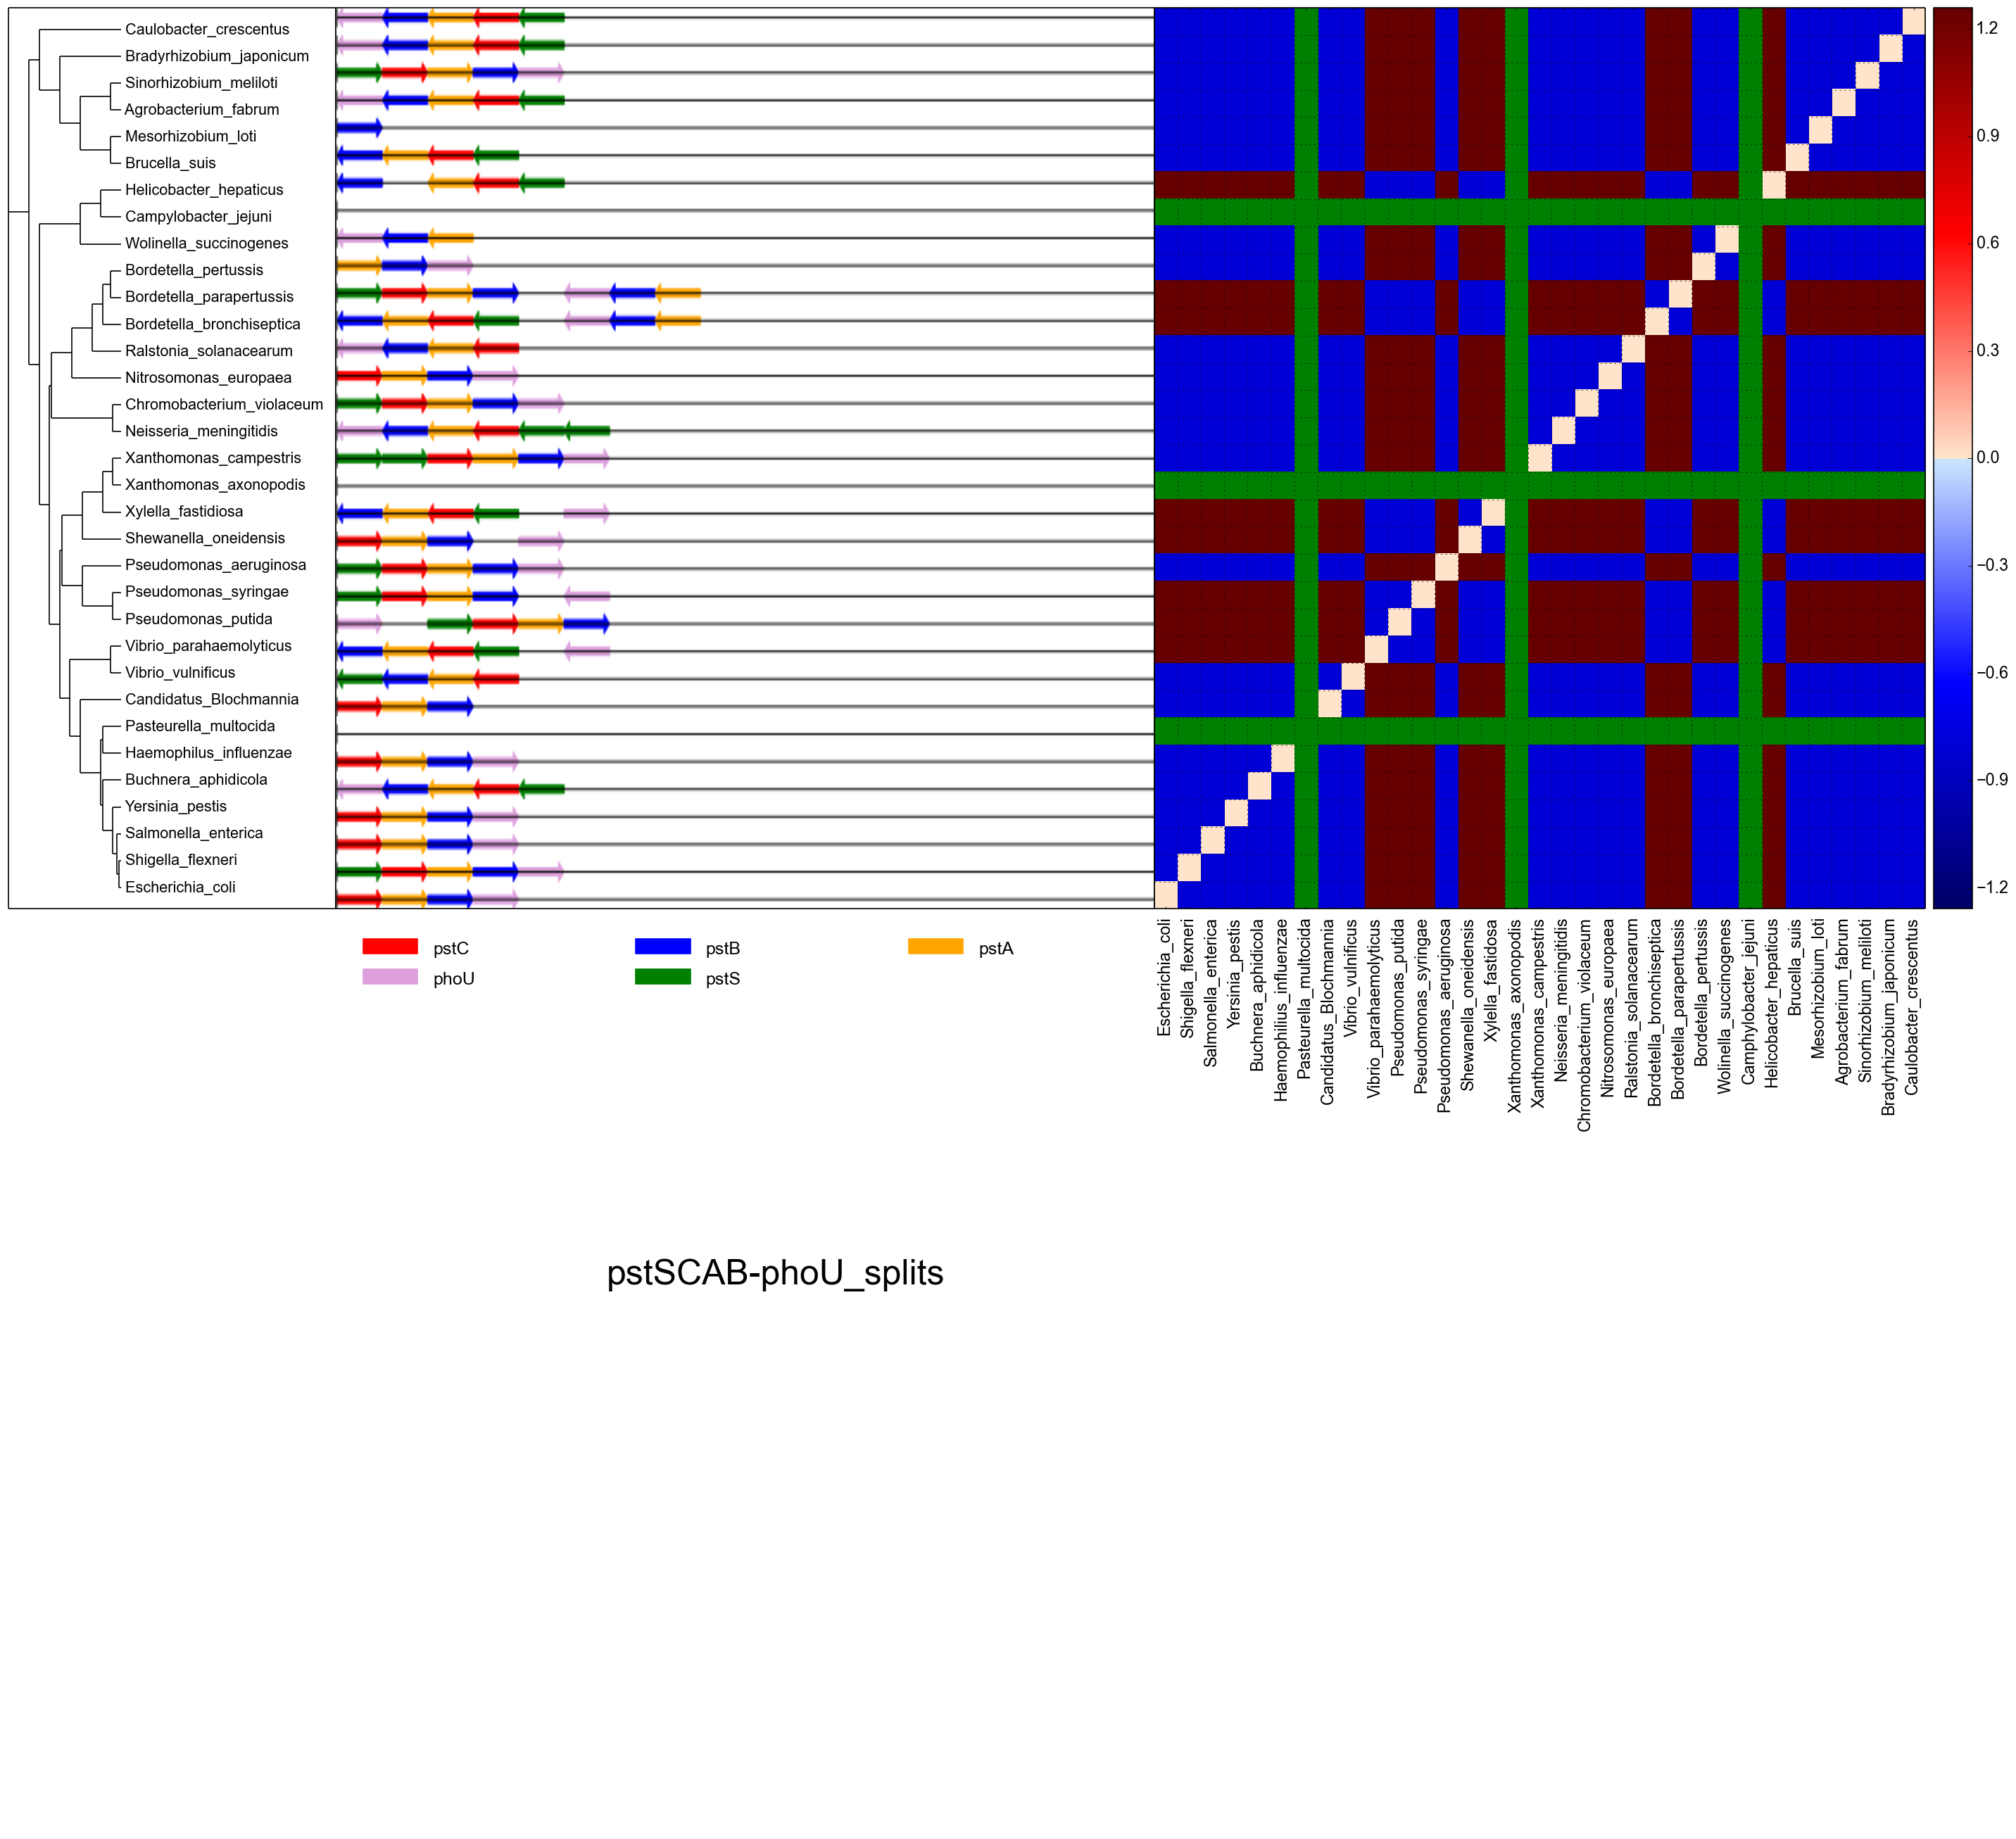 Caulobacter_crescentus
Bradyrhizobium_japonicum
Sinorhizobium_meliloti
Agrobacterium_fabrum
Mesorhizobium_loti
Brucella_suis
Helicobacter_hepaticus
Campylobacter_jejuni
Wolinella_succinogenes
Bordetella_pertussis
Bordetella_parapertussis
Bordetella_bronchiseptica
Ralstonia_solanacearum
Nitrosomonas_europaea
Chromobacterium_violaceum
Neisseria_meningitidis
Xanthomonas_campestris
Xanthomonas_axonopodis
Xylella_fastidiosa
Shewanella_oneidensis
Pseudomonas_aeruginosa
Pseudomonas_syringae
Pseudomonas_putida
Vibrio_parahaemolyticus
Vibrio_vulnificus
Candidatus_Blochmannia
Pasteurella_multocida
Haemophilus_influenzae
Buchnera_aphidicola
Yersinia_pestis
Salmonella_enterica
Shigella_flexneri
Escherichia_coli
1.2
0.9
0.6
0.3
0.0
−0.3
−0.6
−0.9
−1.2
Escherichia_coli
Shigella_flexneri
Salmonella_enterica
Yersinia_pestis
Buchnera_aphidicola
Haemophilius_influenzae
Pasteurella_multocida
Candidatus_Blochmannia
Vibrio_vulnificus
Vibrio_parahaemolyticus
Pseudomonas_putida
Pseudomonas_syringae
Pseudomonas_aeruginosa
Shewanella_oneidensis
Xylella_fastidosa
Xanthomonas_axonopodis
Xanthomonas_campestris
Neisseria_meningitidis
Chromobacterium_violaceum
Nitrosomonas_europaea
Ralstonia_solanacearum
Bordetella_bronchiseptica
Bordetella_parapertussis
Bordetella_pertussis
Wolinella_succinogenes
Camphylobacter_jejuni
Helicobacter_hepaticus
Brucella_suis
Mesorhizobium_loti
Agrobacterium_fabrum
Sinorhizobium_meliloti
Bradyrhizobium_japonicum
Caulobacter_crescentus
pstC pstB pstA
phoU pstS
pstSCAB-phoU_splits